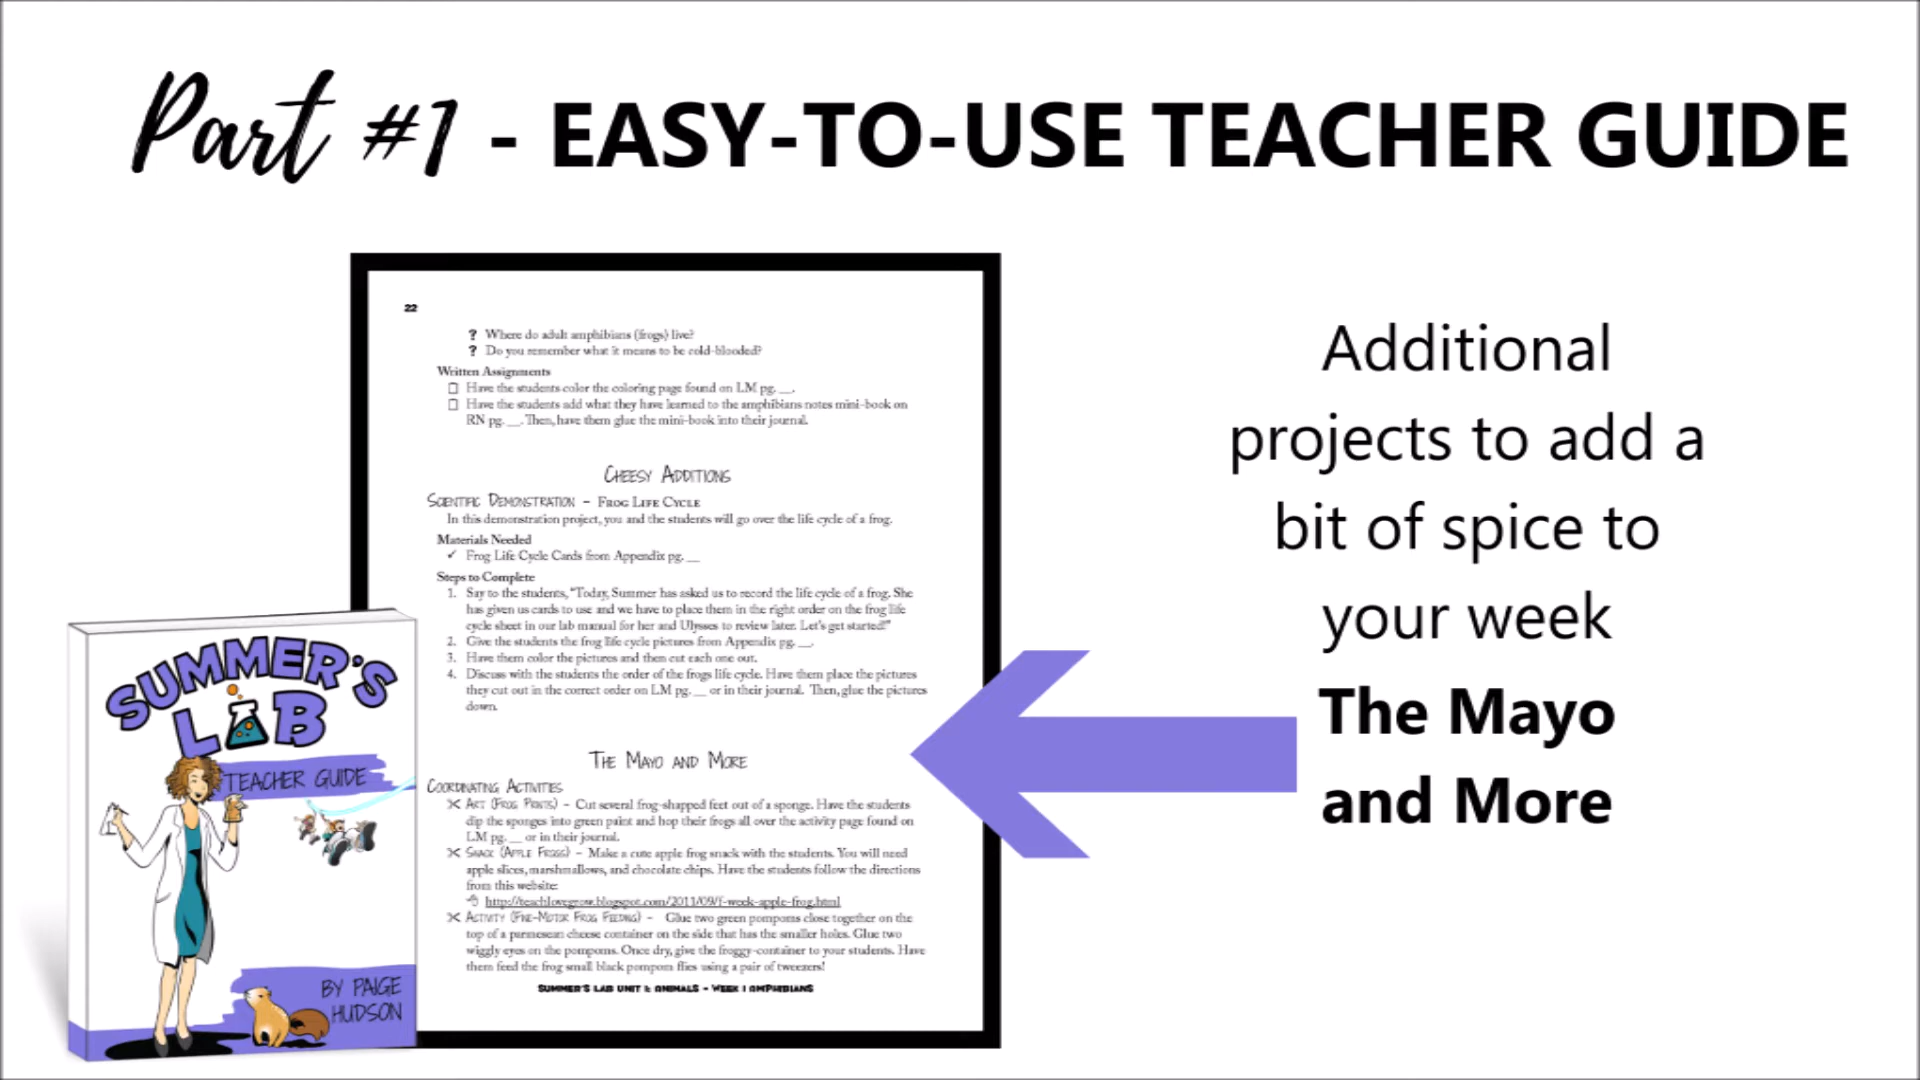 Part #1 - EASY-TO-USE TEACHER GUIDE
22
? Where do adult amphibians (frogs) live?
? Do you remember what it means to be cold-blooded?
Written Assignments
Have the students color the coloring page found on LM pg. __.
Have the students add what they have learned to the amphibians notes mini-book on
RN pg. __. Then, have them glue the mini-book into their journal.
CHEESY ADDITIONS
SCIENTIFIC DEMONSTRATION - FROG LIFE CYCLE
In this demonstration project, you and the students will go over the life cycle of a frog.
Materials Needed
✓ Frog Life Cycle Cards from Appendix pg. __
Steps to Complete
1. Say to the students, "Today, Summer has asked us to record the life cycle of a frog. She
has given us cards to use and we have to place them in the right order on the frog life
cycle sheet in our lab manual for her and Ulysses to review later. Let's get started!"
2. Give the students the frog life cycle pictures from Appendix pg. __.
3. Have them color the pictures and then cut each one out.
4. Discuss with the students the order of the frogs life cycle. Have them place the pictures
they cut out in the correct order on LM pg. __ or in their journal. Then, glue the pictures
down.
THE MAYO AND MORE
COORDINATING ACTIVITIES
ART (FROG PRINTS) - Cut several frog-shapped feet out of a sponge. Have the students
dip the sponges into green paint and hop their frogs all over the activity page found on
LM pg. __ or in their journal.
SNACK (APPLE FROGS) - Make a cute apple frog snack with the students. You will need
apple slices, marshmallows, and chocolate chips. Have the students follow the directions
from this website:
http://teachlovegrow.blogspot.com/2011/09/f-week-apple-frog.html
ACTIVITY (FINE-MOTOR FROG FEEDING) - Glue two green pompoms close together on the
top of a parmesean cheese container on the side that has the smaller holes. Glue two
wiggly eyes on the pompoms. Once dry, give the froggy-container to your students. Have
them feed the frog small black pompom flies using a pair of tweezers!
SUMMER'S LAB UNIT 1: ANIMALS - WEEK 1 AMPHIBIANS
SUMMER'S
LAB
TEACHER GUIDE
BY PAIGE
HUDSON
Additional
projects to add a
bit of spice to
your week
The Mayo
and More